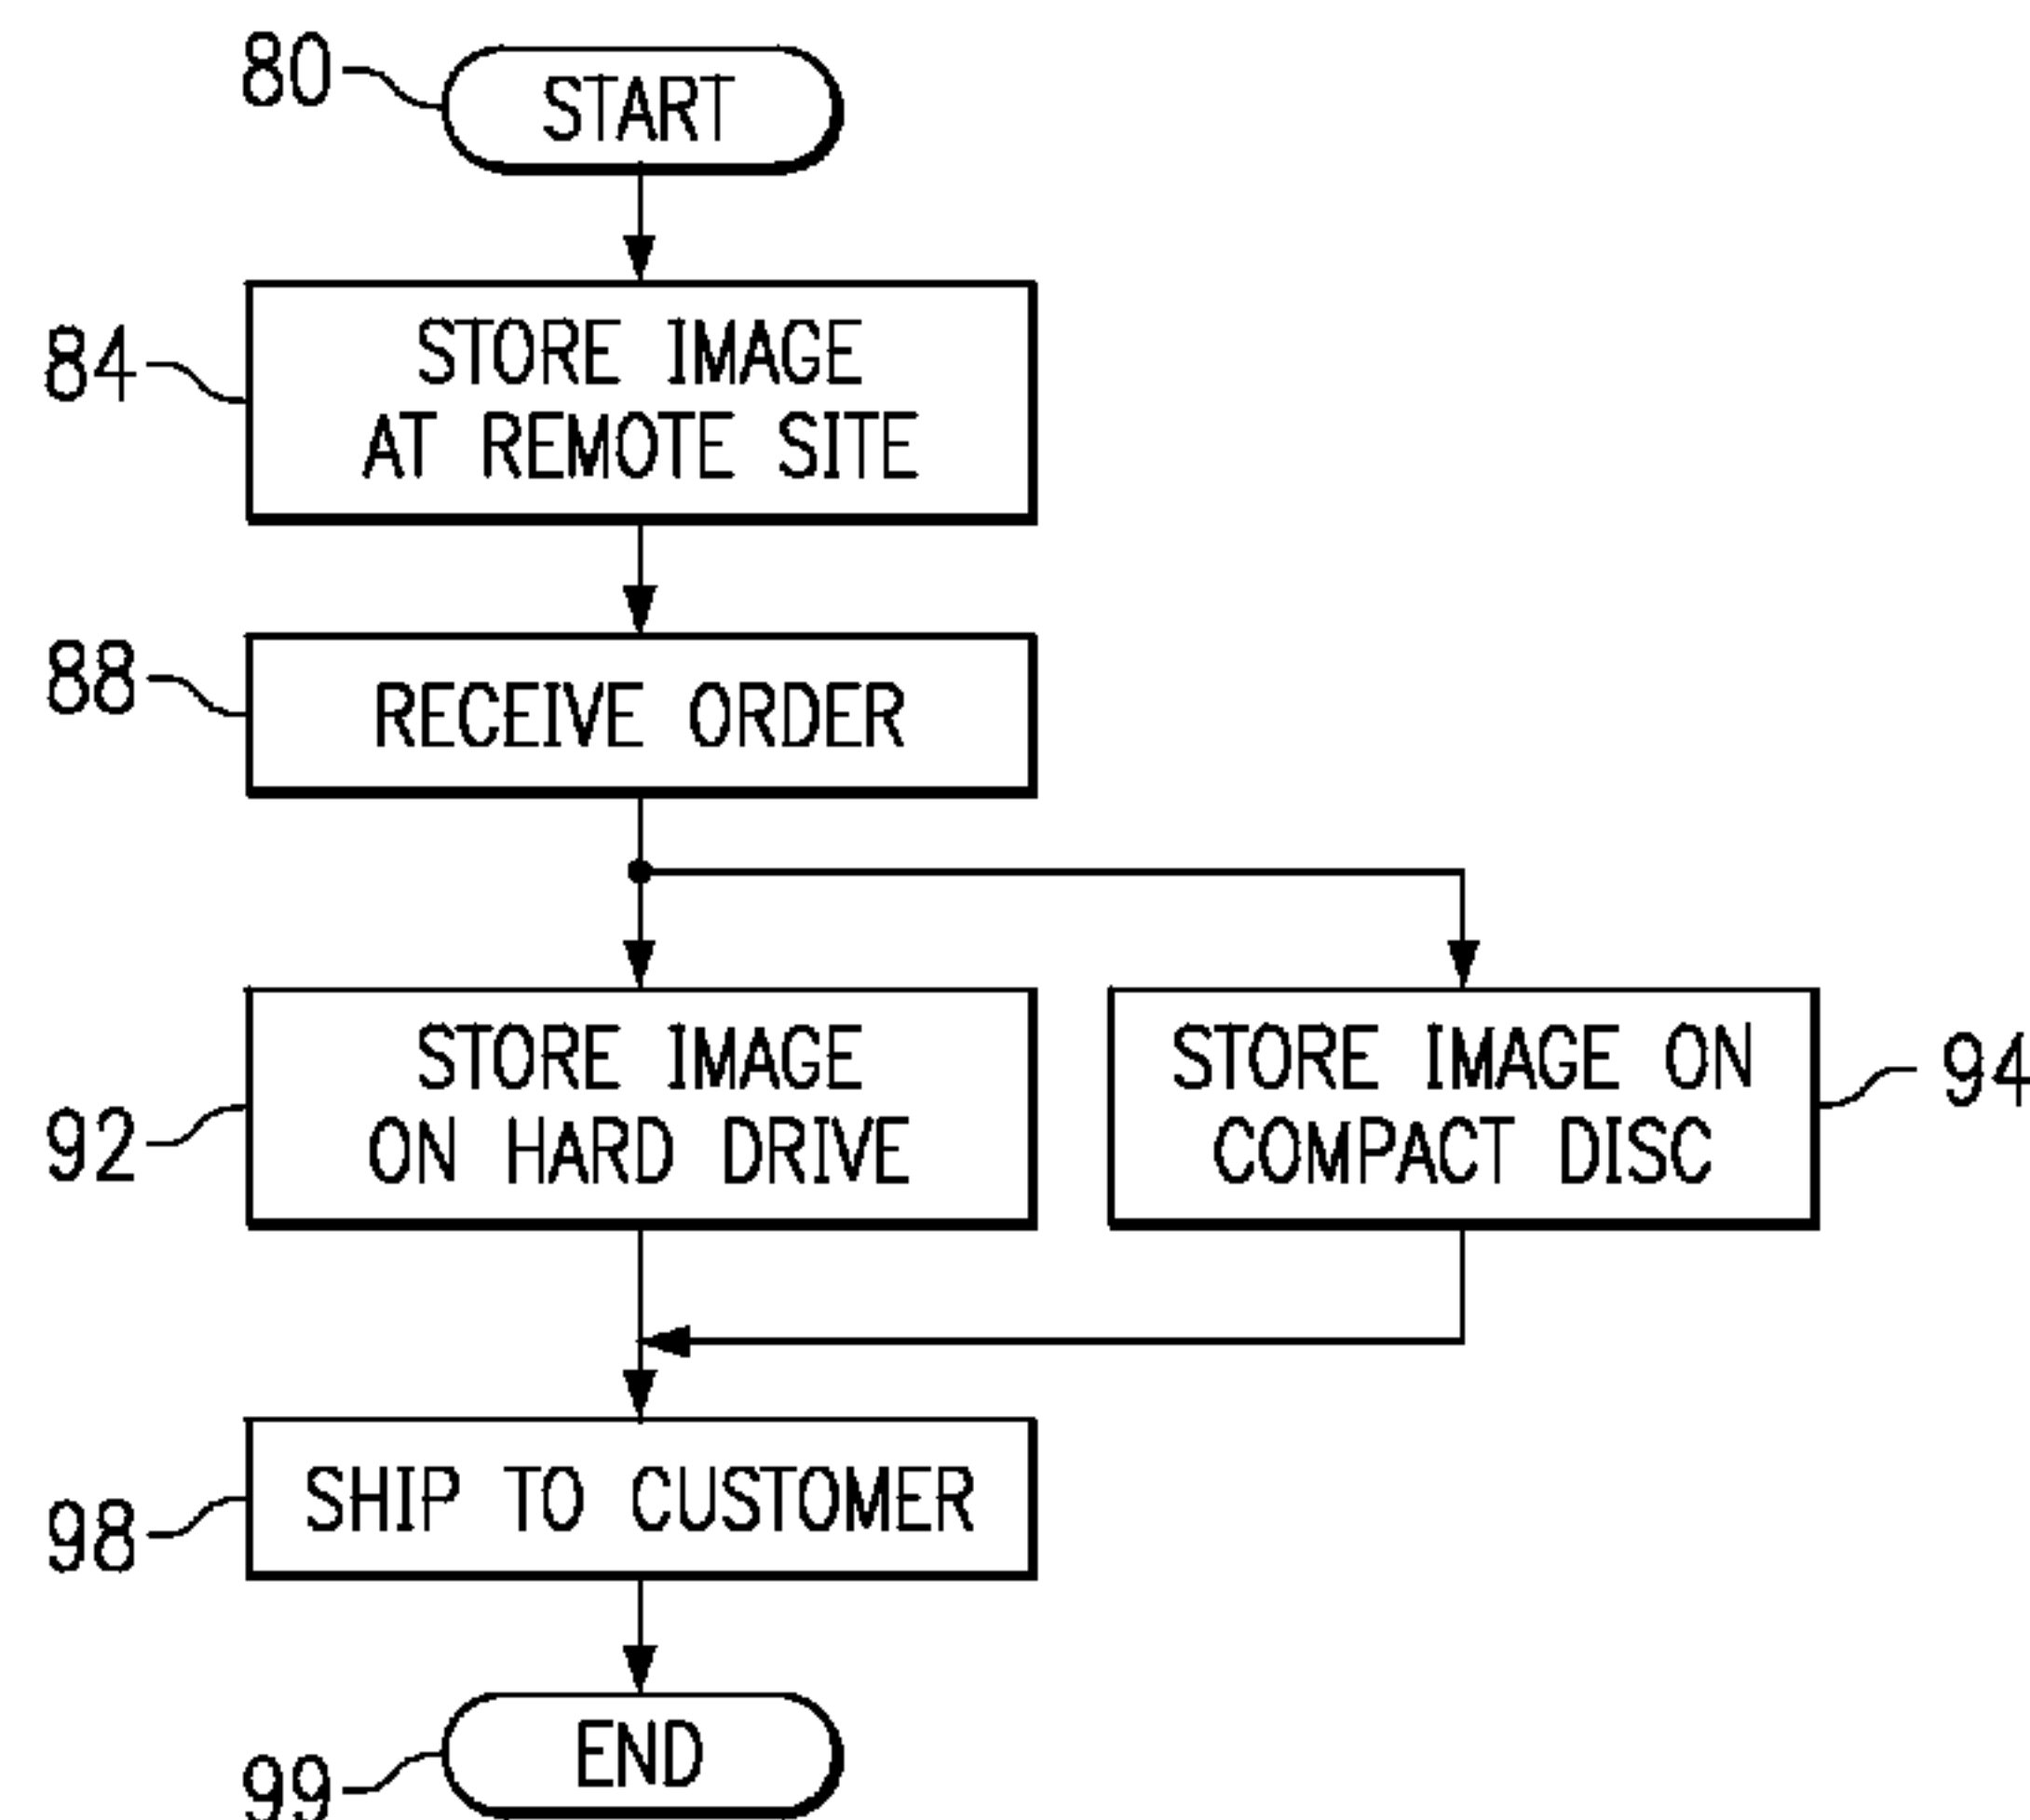 80
START
84
STORE IMAGE
AT REMOTE SITE
88
RECEIVE ORDER
92
STORE IMAGE
ON HARD DRIVE
STORE IMAGE ON
COMPACT DISC
94
98
SHIP TO CUSTOMER
99
END